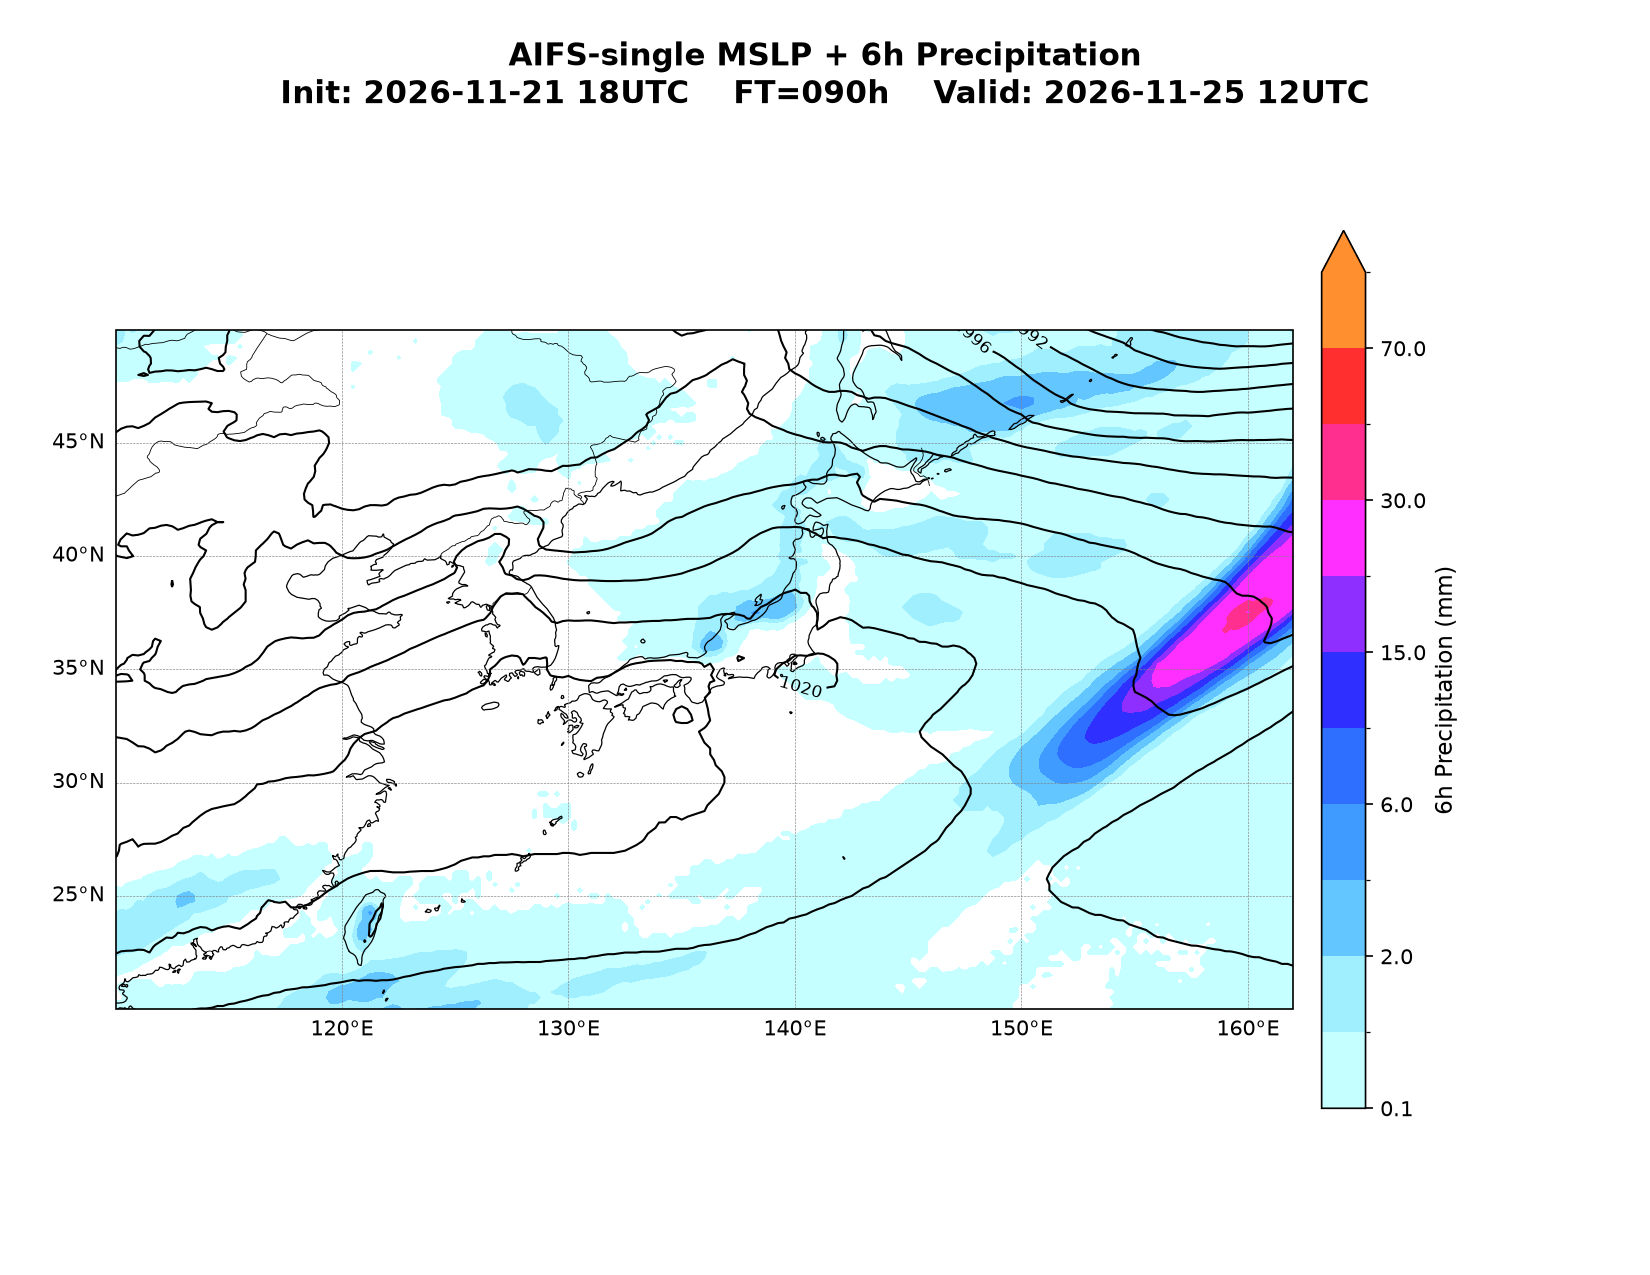 AIFS-single MSLP + 6h Precipitation
Init: 2026-11-21 18UTC    FT=090h    Valid: 2026-11-25 12UTC
996
992
1020
45°N
40°N
35°N
30°N
25°N
120°E
130°E
140°E
150°E
160°E
70.0
30.0
15.0
6.0
2.0
0.1
6h Precipitation (mm)